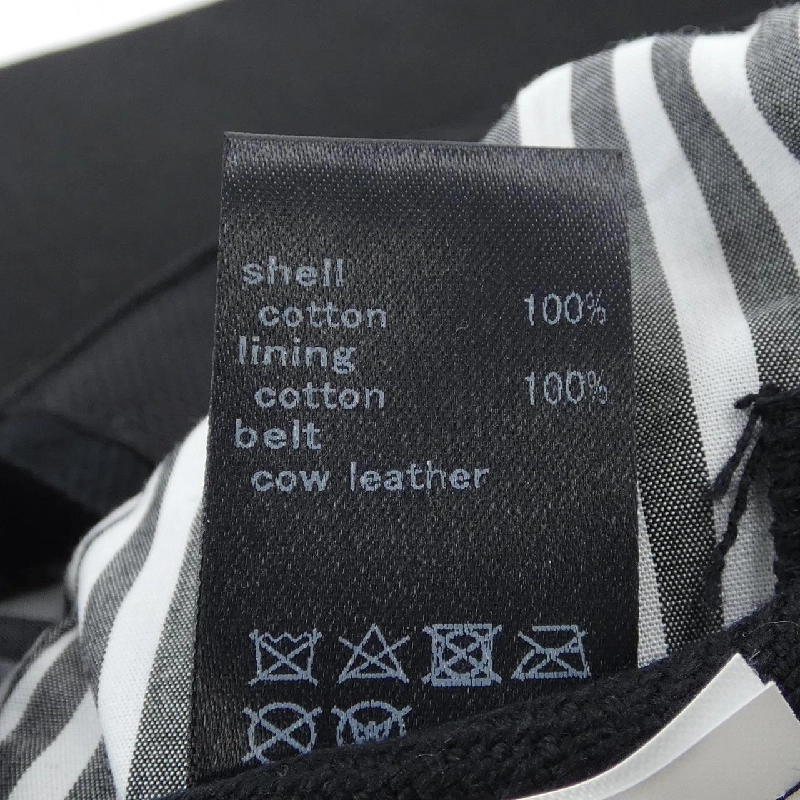 shell
cotton 100%
lining
cotton 100%
belt
cow leather